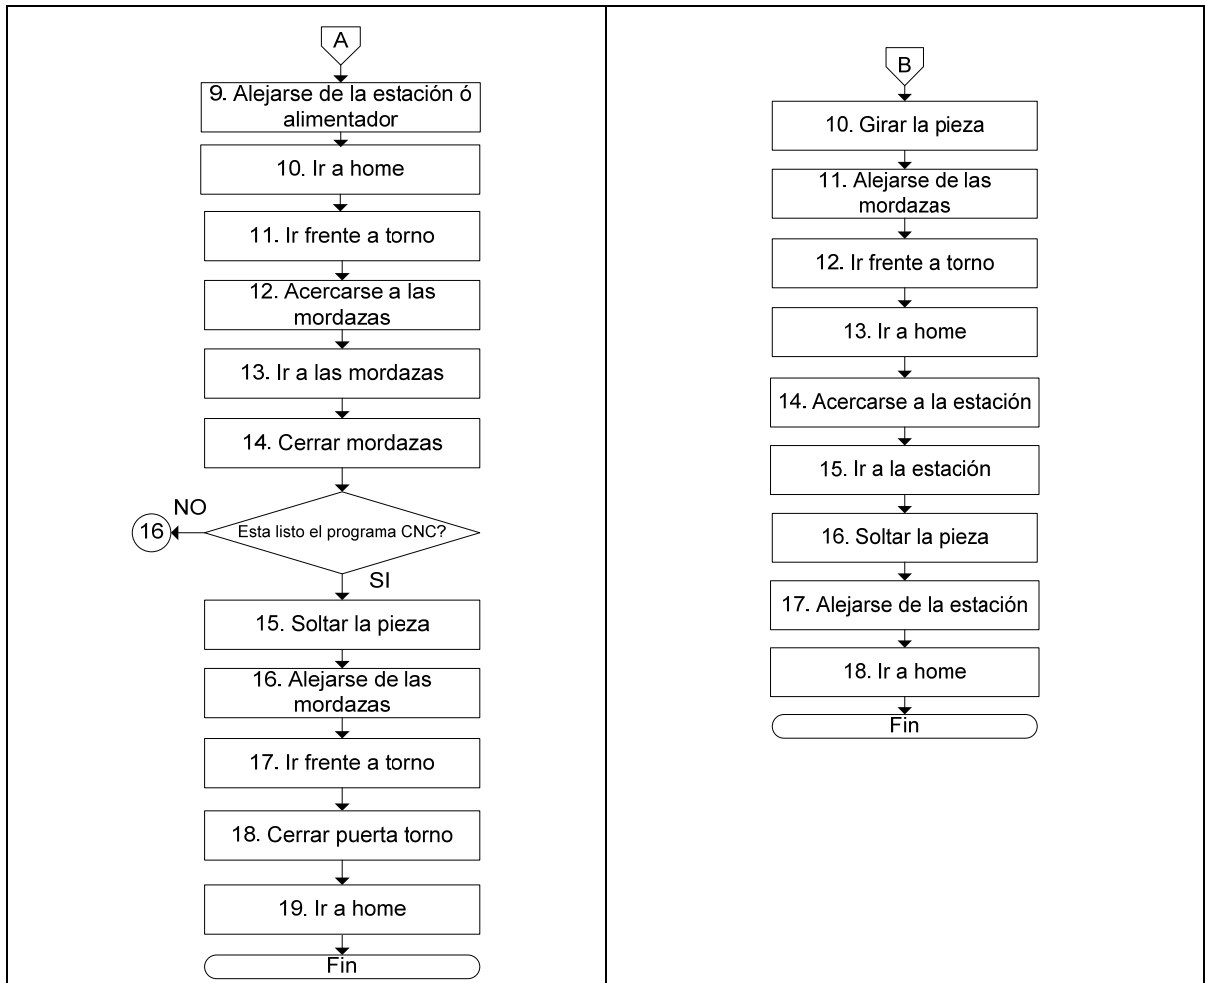 A
9. Alejarse de la estación ó
alimentador
10. Ir a home
11. Ir frente a torno
12. Acercarse a las
mordazas
13. Ir a las mordazas
14. Cerrar mordazas
NO
16
Esta listo el programa CNC?
SI
15. Soltar la pieza
16. Alejarse de las
mordazas
17. Ir frente a torno
18. Cerrar puerta torno
19. Ir a home
Fin
B
10. Girar la pieza
11. Alejarse de las
mordazas
12. Ir frente a torno
13. Ir a home
14. Acercarse a la estación
15. Ir a la estación
16. Soltar la pieza
17. Alejarse de la estación
18. Ir a home
Fin